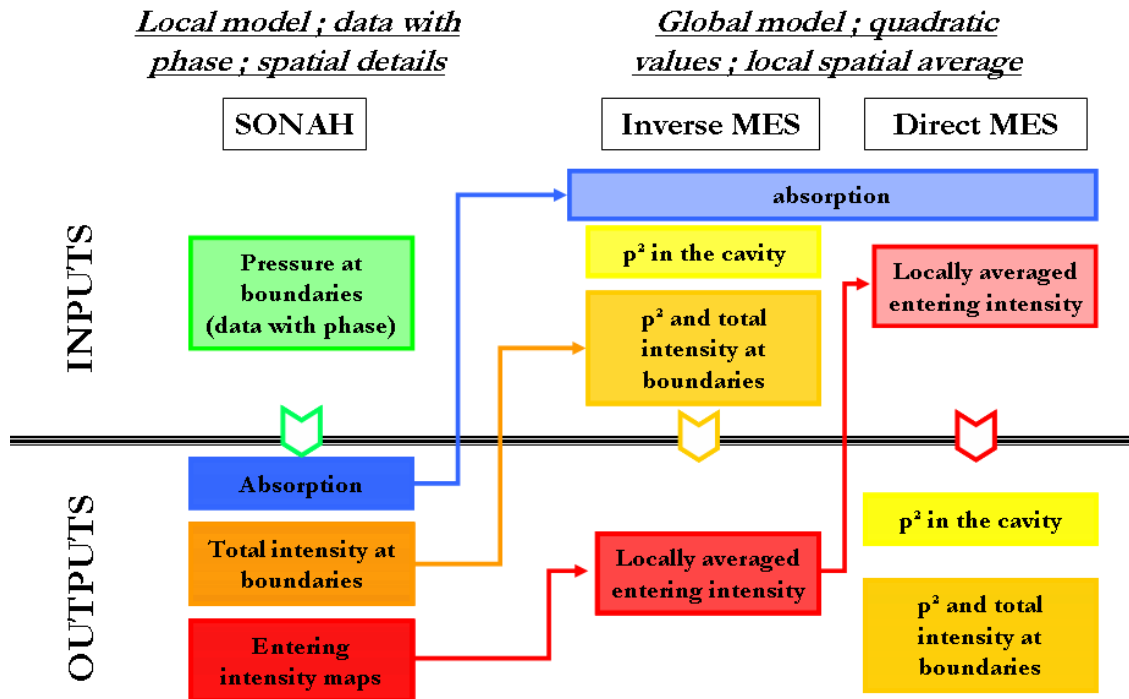 Local model ; data with
phase ; spatial details
Global model ; quadratic
values ; local spatial average
SONAH
Inverse MES
Direct MES
INPUTS
absorption
Pressure at
boundaries
(data with phase)
p² in the cavity
p² and total
intensity at
boundaries
Locally averaged
entering intensity
OUTPUTS
Absorption
Total intensity at
boundaries
Entering
intensity maps
Locally averaged
entering intensity
p² in the cavity
p² and total
intensity at
boundaries